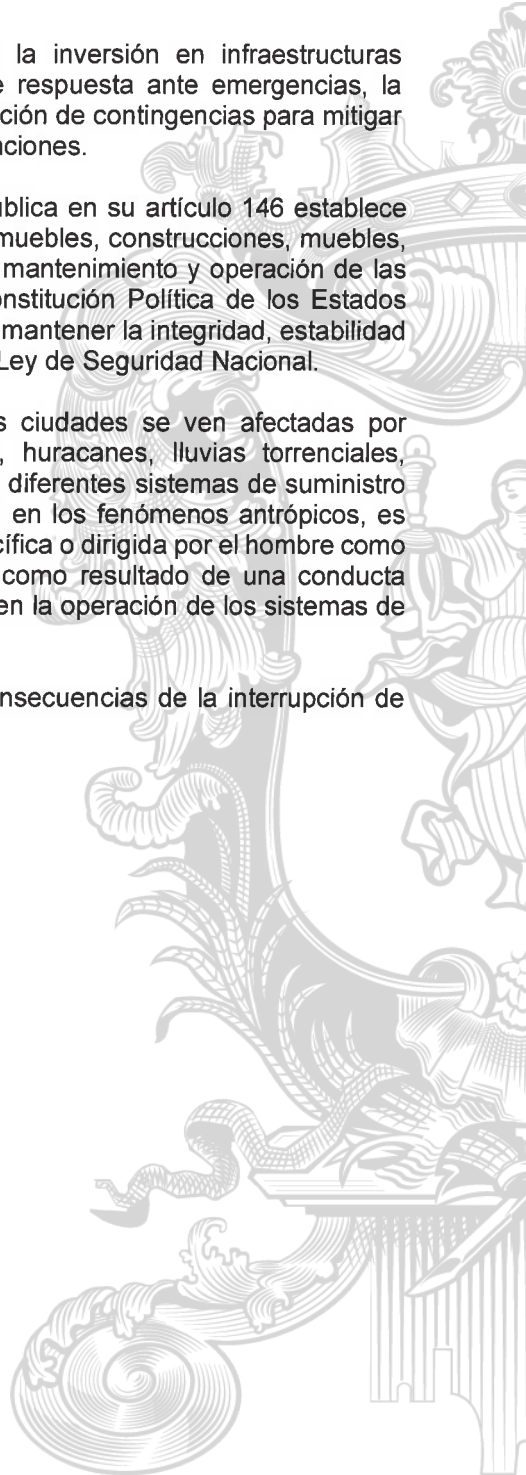 la inversión en infraestructuras
respuesta ante emergencias, la
ción de contingencias para mitigar
ciones.
ública en su artículo 146 establece
muebles, construcciones, muebles,
mantenimiento y operación de las
onstitución Política de los Estados
mantener la integridad, estabilidad
Ley de Seguridad Nacional.
s ciudades se ven afectadas por
, huracanes, lluvias torrenciales,
diferentes sistemas de suministro
en los fenómenos antrópicos, es
cífica o dirigida por el hombre como
como resultado de una conducta
en la operación de los sistemas de
nsecuencias de la interrupción de